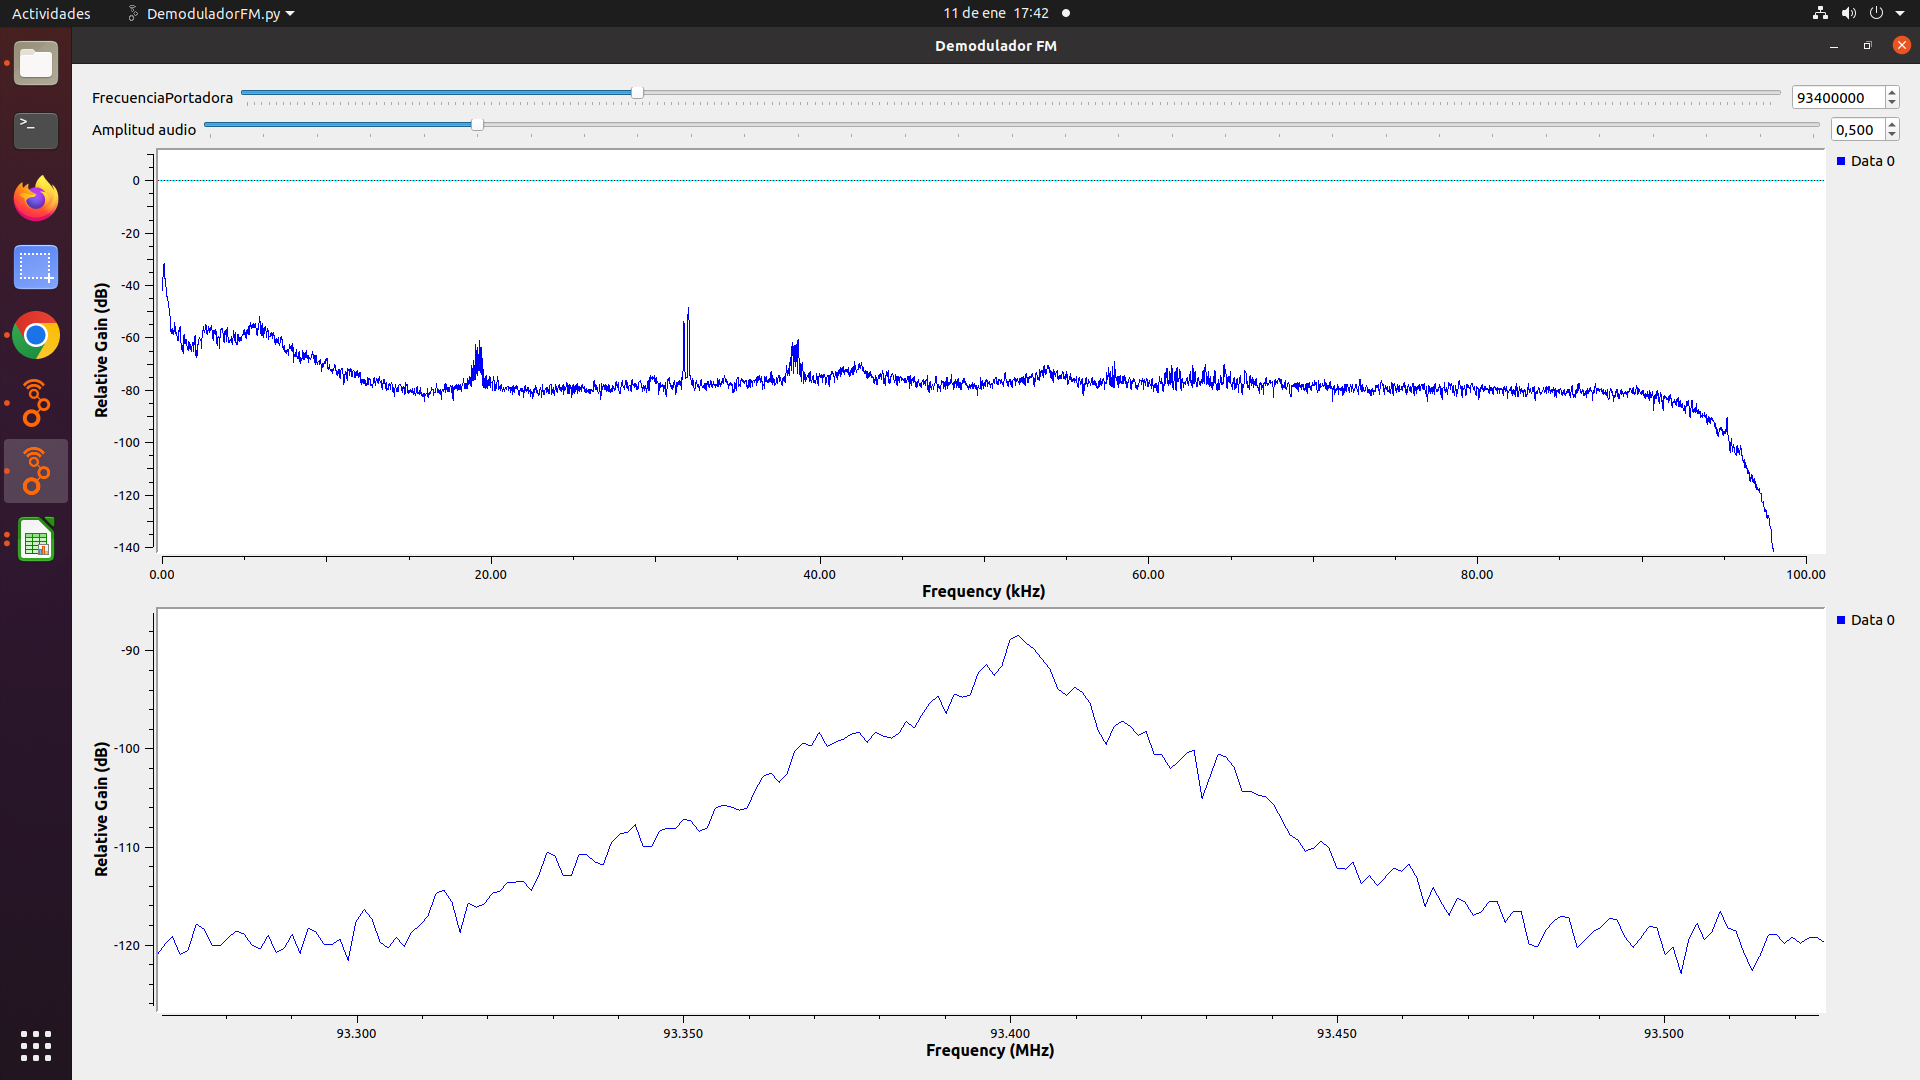 Actividades DemoduladorFM.py 11 de ene 17:42
Demodulador FM
FrecuenciaPortadora 93400000
Amplitud audio 0,500
Data 0
0
-20
-40
-60
-80
-100
-120
-140
Relative Gain (dB)
0.00 20.00 40.00 60.00 80.00 100.00
Frequency (kHz)
Data 0
-90
-100
-110
-120
Relative Gain (dB)
93.300 93.350 93.400 93.450 93.500
Frequency (MHz)